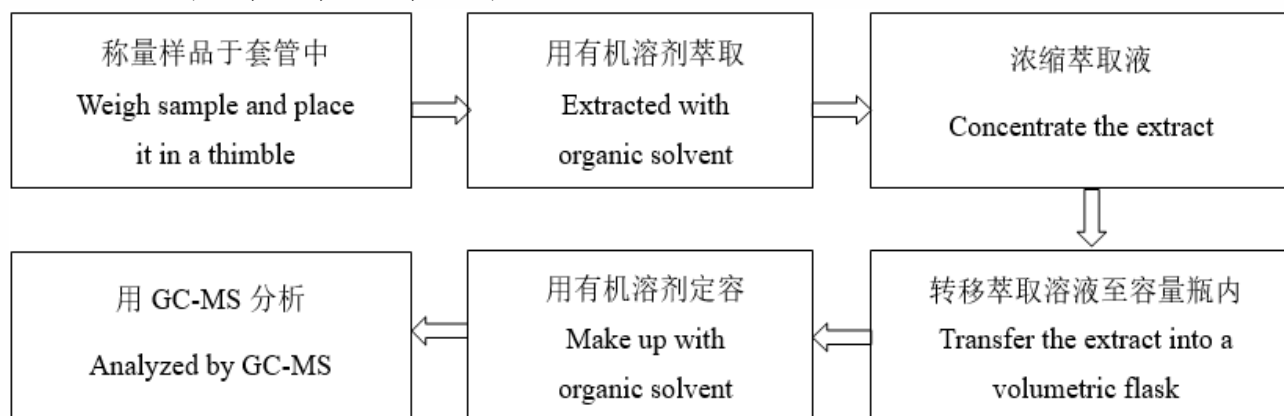 称量样品于套管中
Weigh sample and place
it in a thimble
用有机溶剂萃取
Extracted with
organic solvent
浓缩萃取液
Concentrate the extract
转移萃取溶液至容量瓶内
Transfer the extract into a
volumetric flask
用有机溶剂定容
Make up with
organic solvent
用 GC-MS 分析
Analyzed by GC-MS